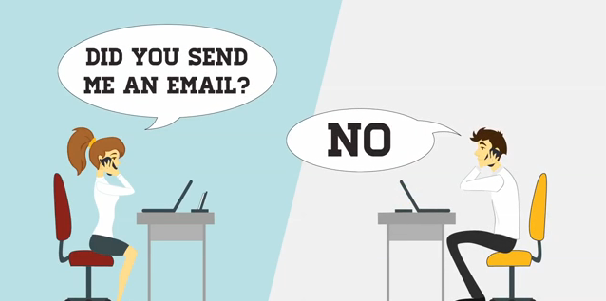 DID YOU SEND
ME AN EMAIL?
NO